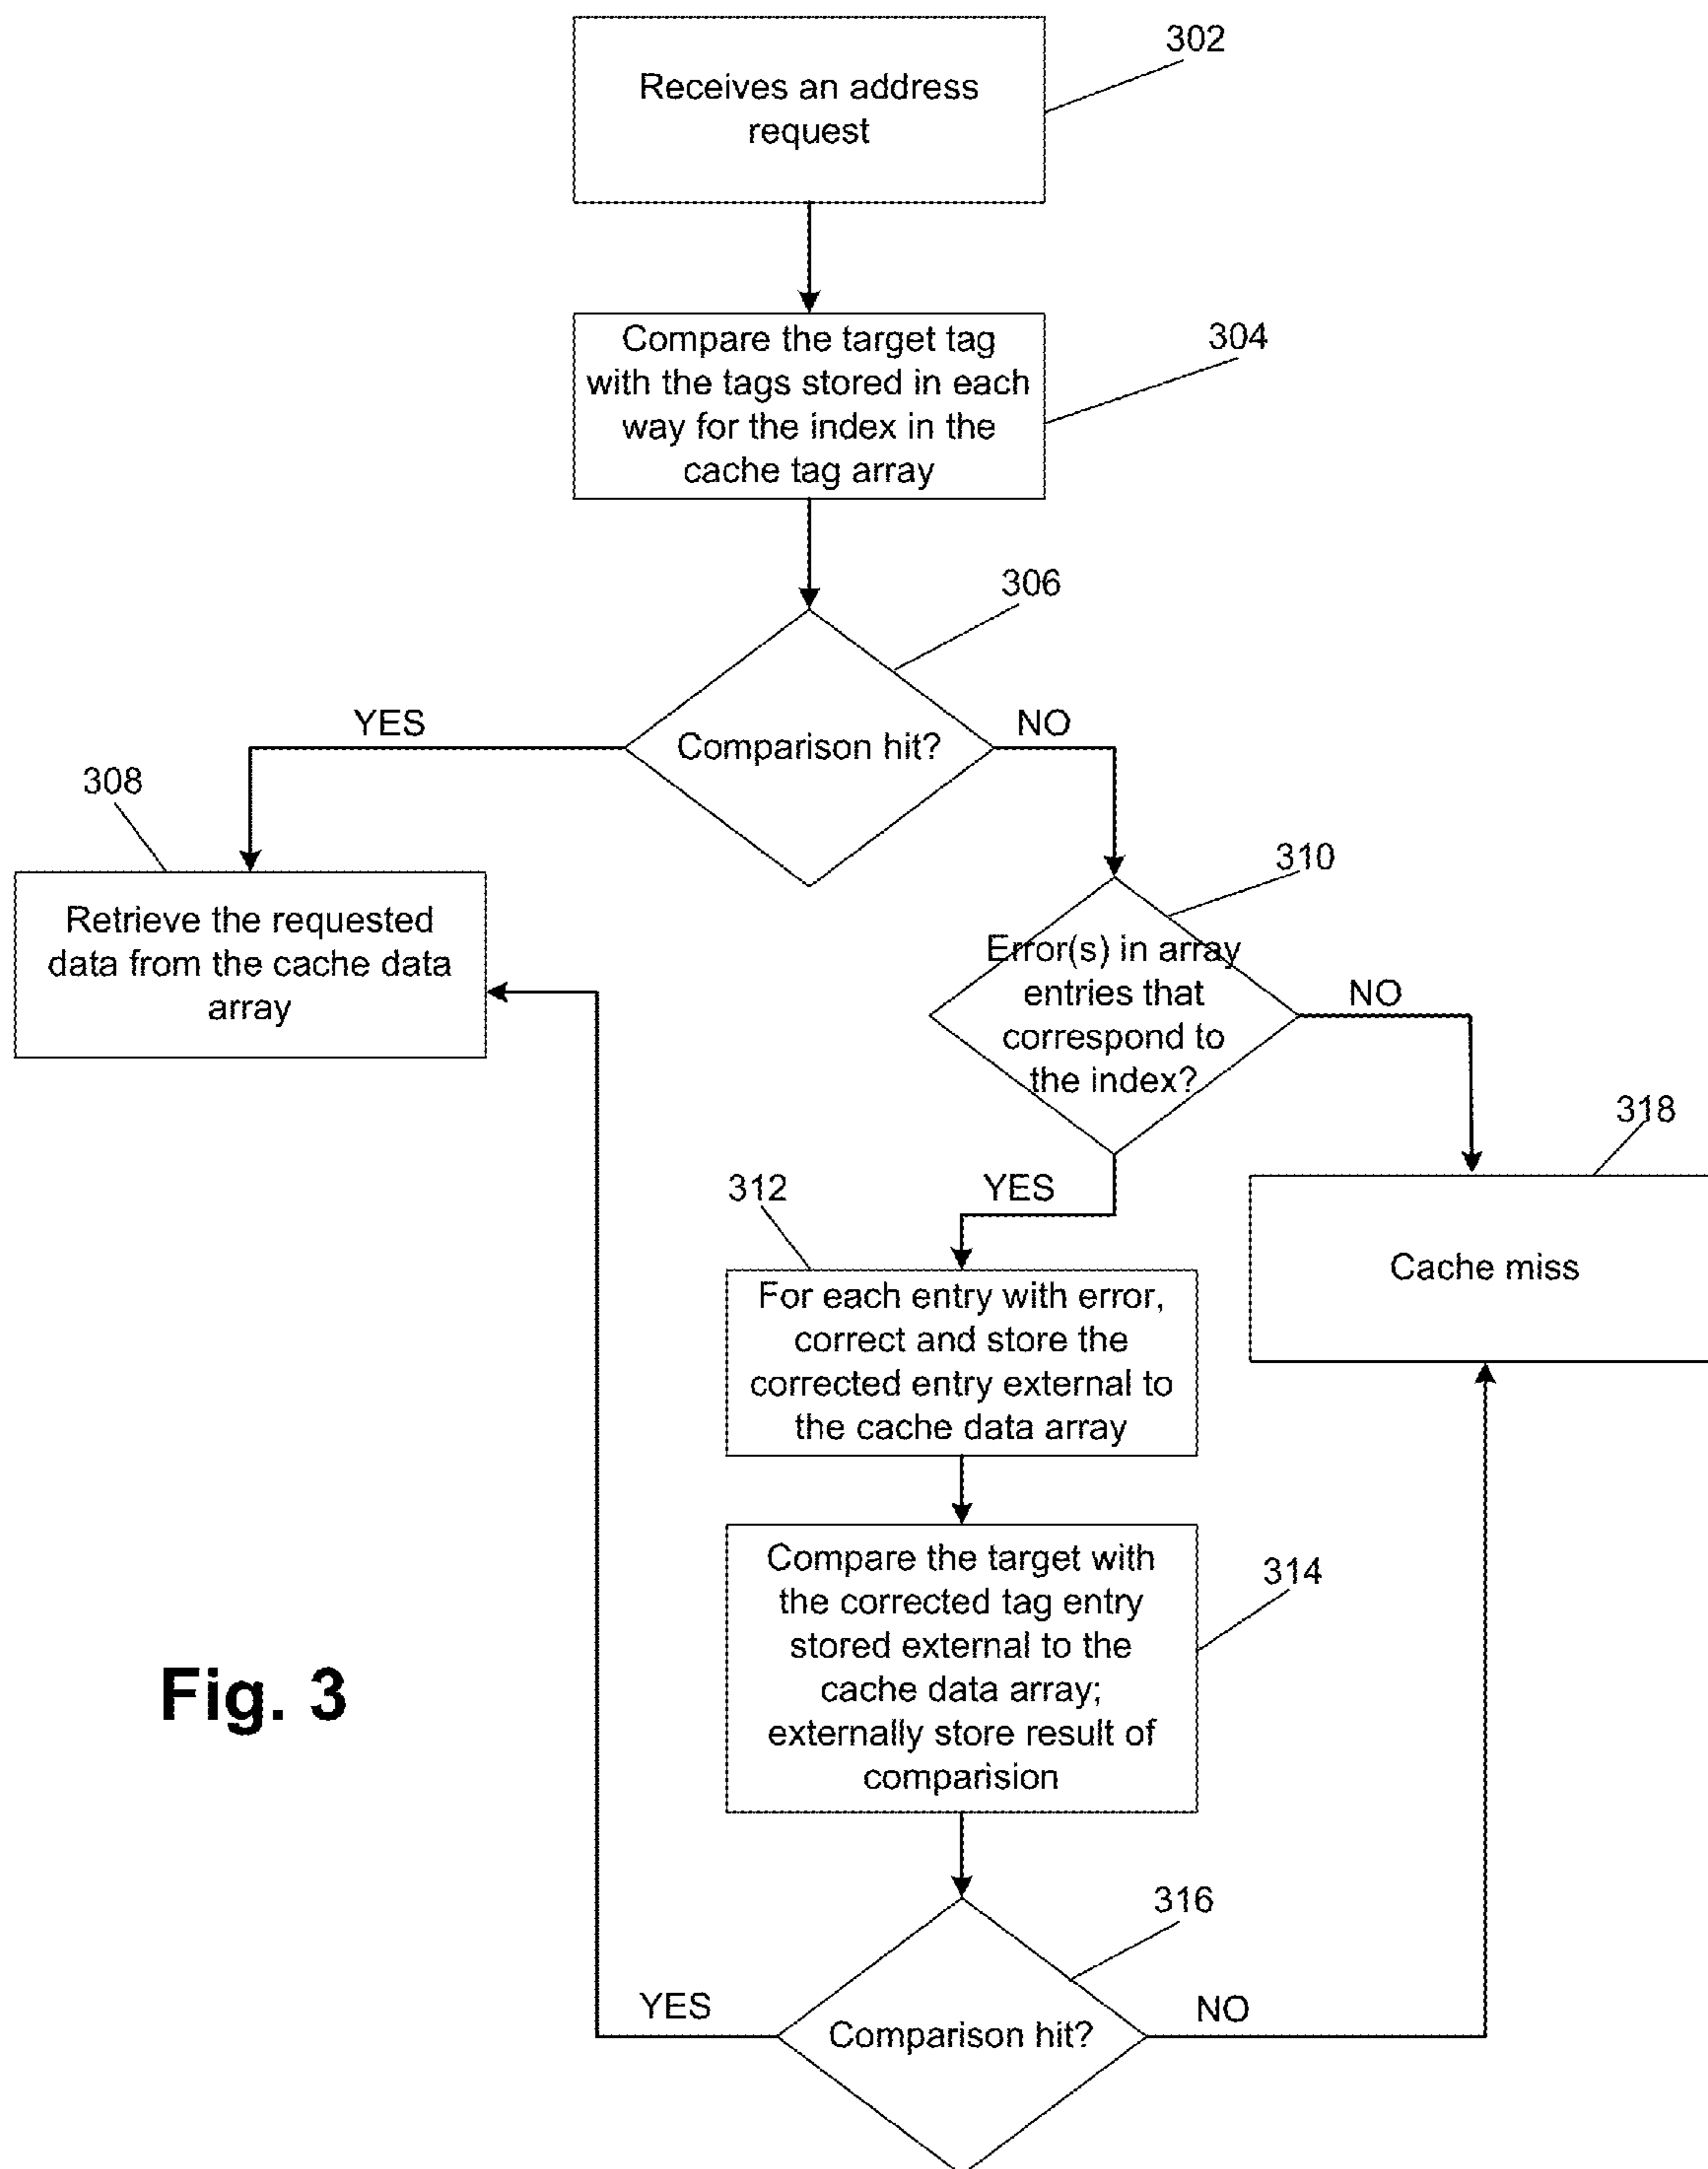 302
Receives an address
request
304
Compare the target tag
with the tags stored in each
way for the index in the
cache tag array
306
YES
Comparison hit?
NO
308
Retrieve the requested
data from the cache data
array
310
Error(s) in array
entries that
correspond to
the index?
NO
318
Cache miss
YES
312
For each entry with error,
correct and store the
corrected entry external to
the cache data array
314
Compare the target with
the corrected tag entry
stored external to the
cache data array;
externally store result of
comparision
Fig. 3
316
YES
Comparison hit?
NO